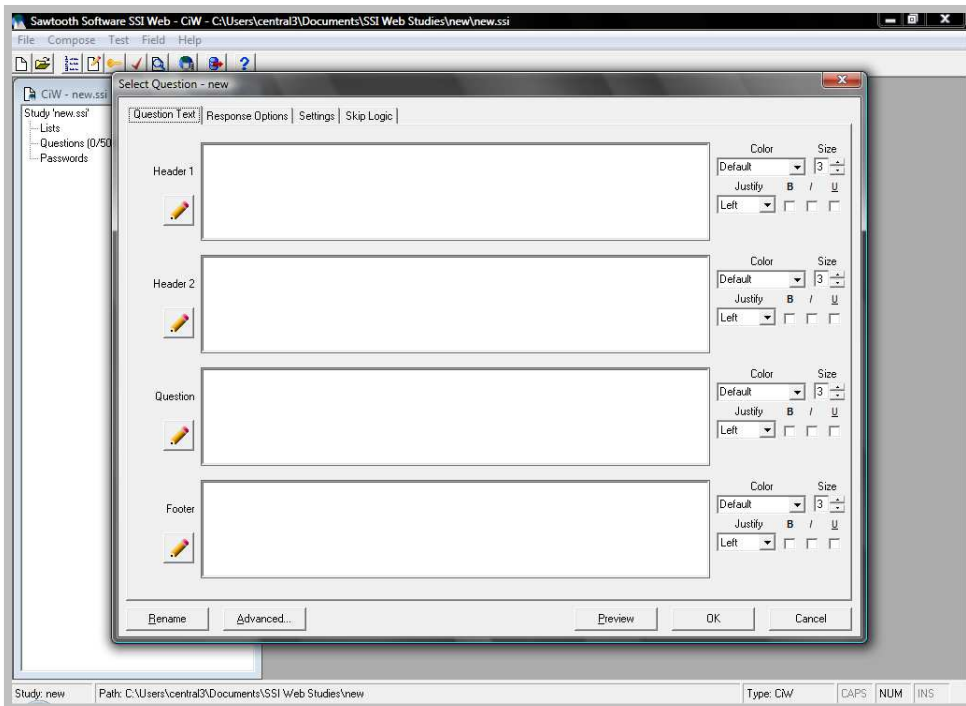 Sawtooth Software SSI Web - CiW - C:\Users\central3\Documents\SSI Web Studies\new\new.ssi
File Compose Test Field Help
CiW - new.ssi
Select Question - new
Study 'new.ssi'
Lists
Questions (0/50
Passwords
Question Text Response Options Settings Skip Logic
Header 1
Color Size
Default 3
Justify B I U
Left
Header 2
Color Size
Default 3
Justify B I U
Left
Question
Color Size
Default 3
Justify B I U
Left
Footer
Color Size
Default 3
Justify B I U
Left
Rename Advanced... Preview OK Cancel
Study: new Path: C:\Users\central3\Documents\SSI Web Studies\new Type: CiW CAPS NUM INS